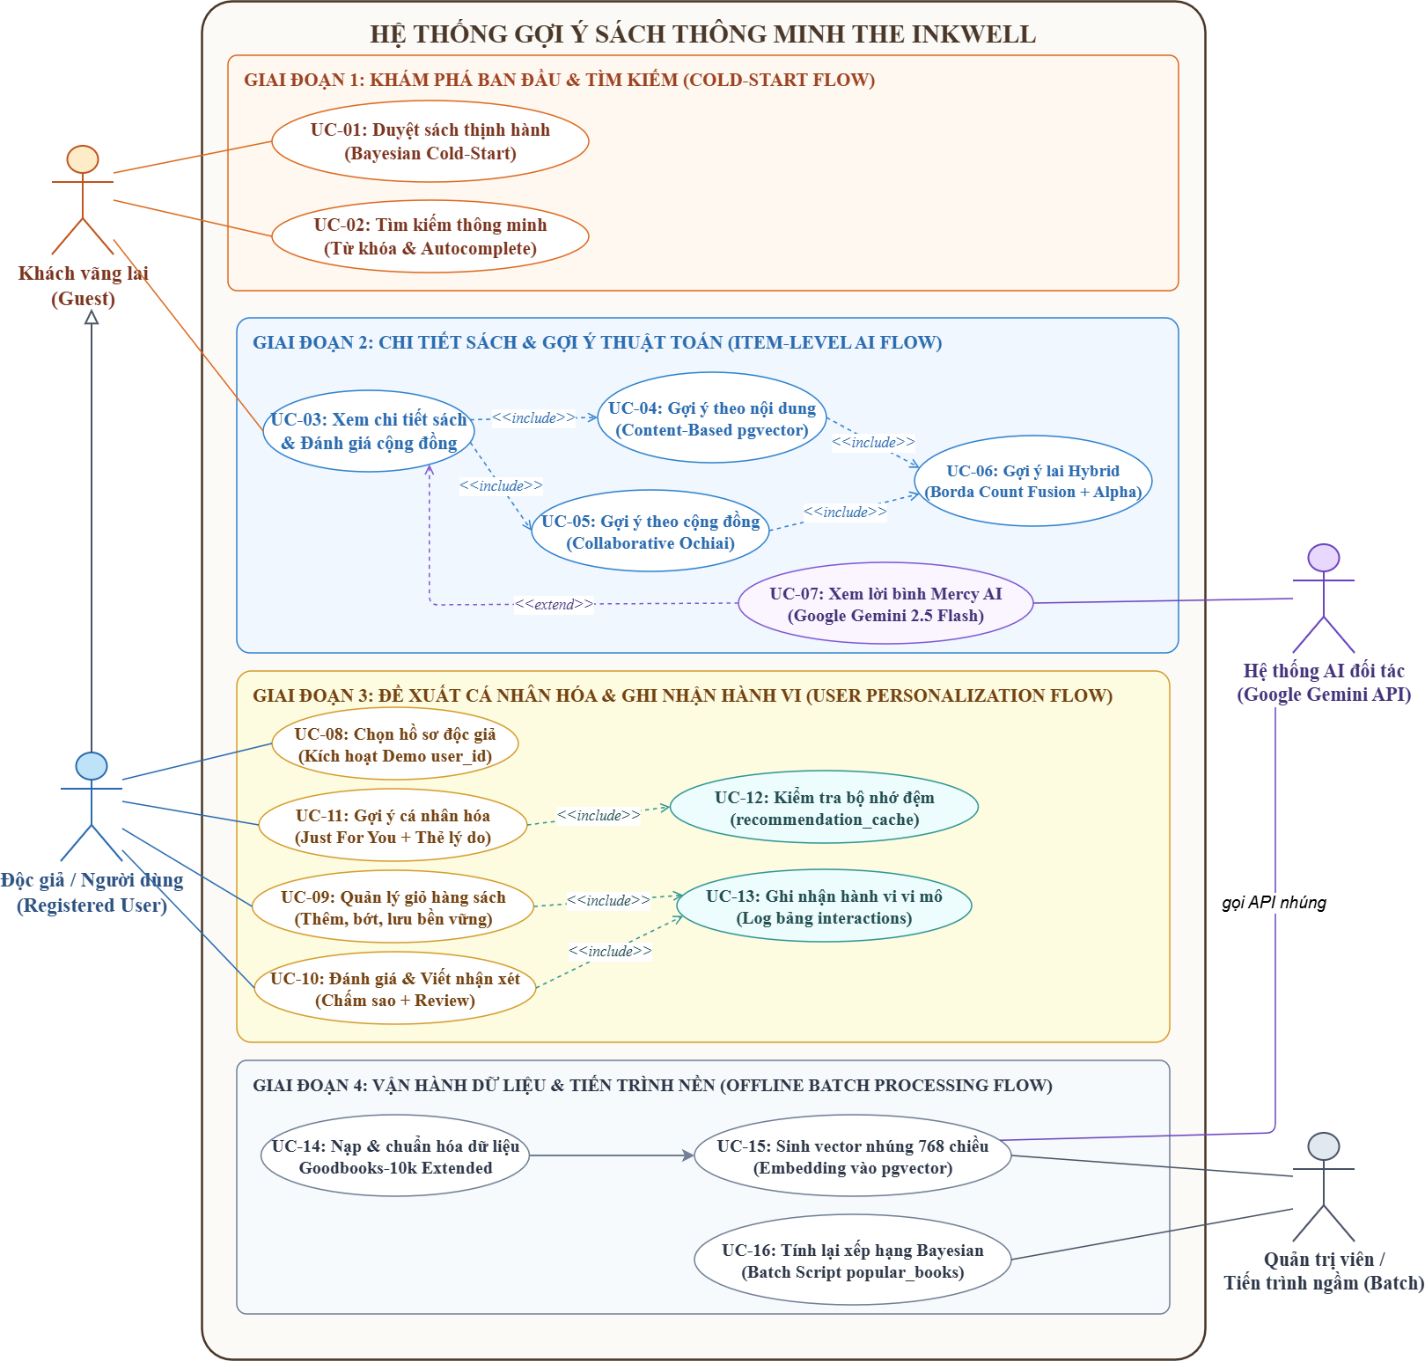 HỆ THỐNG GỢI Ý SÁCH THÔNG MINH THE INKWELL
GIAI ĐOẠN 1: KHÁM PHÁ BAN ĐẦU & TÌM KIẾM (COLD-START FLOW)
UC-01: Duyệt sách thịnh hành
(Bayesian Cold-Start)
UC-02: Tìm kiếm thông minh
(Từ khóa & Autocomplete)
Khách vãng lai
(Guest)
GIAI ĐOẠN 2: CHI TIẾT SÁCH & GỢI Ý THUẬT TOÁN (ITEM-LEVEL AI FLOW)
UC-03: Xem chi tiết sách
& Đánh giá cộng đồng
<<include>>
UC-04: Gợi ý theo nội dung
(Content-Based pgvector)
<<include>>
<<include>>
UC-06: Gợi ý lai Hybrid
(Borda Count Fusion + Alpha)
UC-05: Gợi ý theo cộng đồng
(Collaborative Ochiai)
<<include>>
<<extend>>
UC-07: Xem lời bình Mercy AI
(Google Gemini 2.5 Flash)
Hệ thống AI đối tác
(Google Gemini API)
GIAI ĐOẠN 3: ĐỀ XUẤT CÁ NHÂN HÓA & GHI NHẬN HÀNH VI (USER PERSONALIZATION FLOW)
UC-08: Chọn hồ sơ độc giả
(Kích hoạt Demo user_id)
UC-11: Gợi ý cá nhân hóa
(Just For You + Thẻ lý do)
<<include>>
UC-12: Kiểm tra bộ nhớ đệm
(recommendation_cache)
Độc giả / Người dùng
(Registered User)
UC-09: Quản lý giỏ hàng sách
(Thêm, bớt, lưu bền vững)
<<include>>
UC-13: Ghi nhận hành vi vi mô
(Log bảng interactions)
gọi API nhúng
<<include>>
UC-10: Đánh giá & Viết nhận xét
(Chấm sao + Review)
GIAI ĐOẠN 4: VẬN HÀNH DỮ LIỆU & TIẾN TRÌNH NỀN (OFFLINE BATCH PROCESSING FLOW)
UC-14: Nạp & chuẩn hóa dữ liệu
Goodbooks-10k Extended
UC-15: Sinh vector nhúng 768 chiều
(Embedding vào pgvector)
UC-16: Tính lại xếp hạng Bayesian
(Batch Script popular_books)
Quản trị viên /
Tiến trình ngầm (Batch)